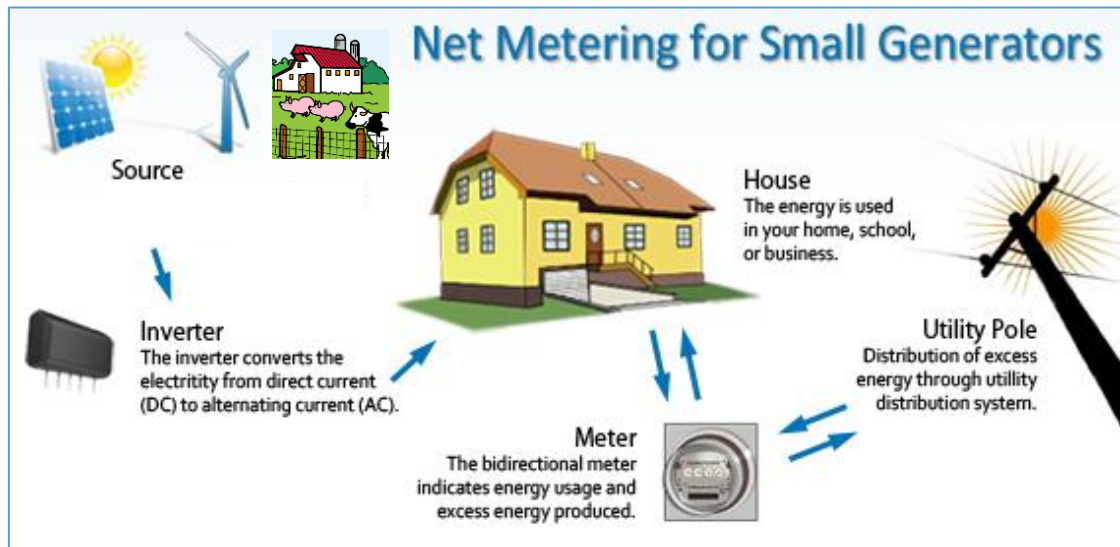 Net Metering for Small Generators
Source
House
The energy is used
in your home, school,
or business.
Inverter
The inverter converts the
electritity from direct current
(DC) to alternating current (AC).
Utility Pole
Distribution of excess
energy through utillity
distribution system.
Meter
The bidirectional meter
indicates energy usage and
excess energy produced.